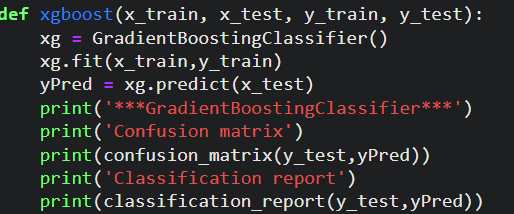 def xgboost(x_train, x_test, y_train, y_test):
    xg = GradientBoostingClassifier()
    xg.fit(x_train,y_train)
    yPred = xg.predict(x_test)
    print('***GradientBoostingClassifier***')
    print('Confusion matrix')
    print(confusion_matrix(y_test,yPred))
    print('Classification report')
    print(classification_report(y_test,yPred))